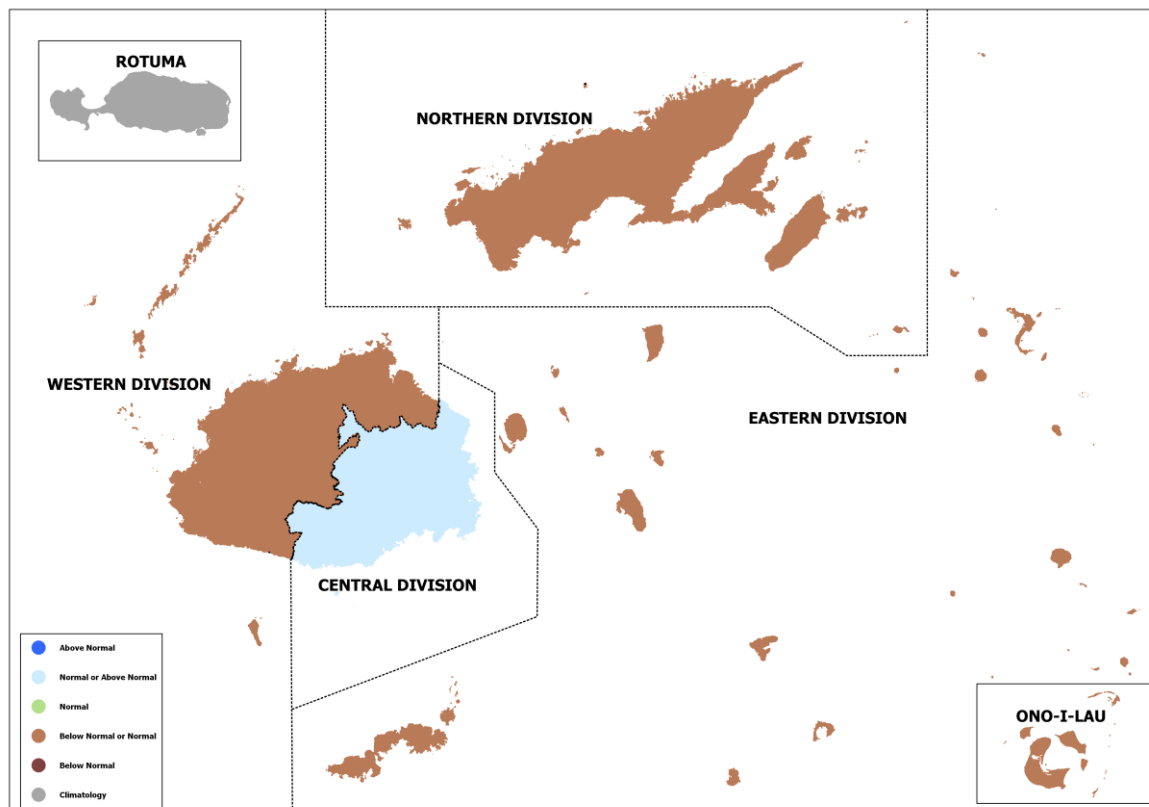 ROTUMA
NORTHERN DIVISION
WESTERN DIVISION
EASTERN DIVISION
CENTRAL DIVISION
Above Normal
Normal or Above Normal
Normal
Below Normal or Normal
Below Normal
Climatology
ONO-I-LAU